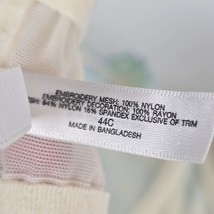 EMBROIDERY MESH: 100% NYLON
EMBROIDERY DECORATION: 100% RAYON
SH: 84% NYLON 16% SPANDEX EXCLUSIVE OF TRIM
44C
MADE IN BANGLADESH